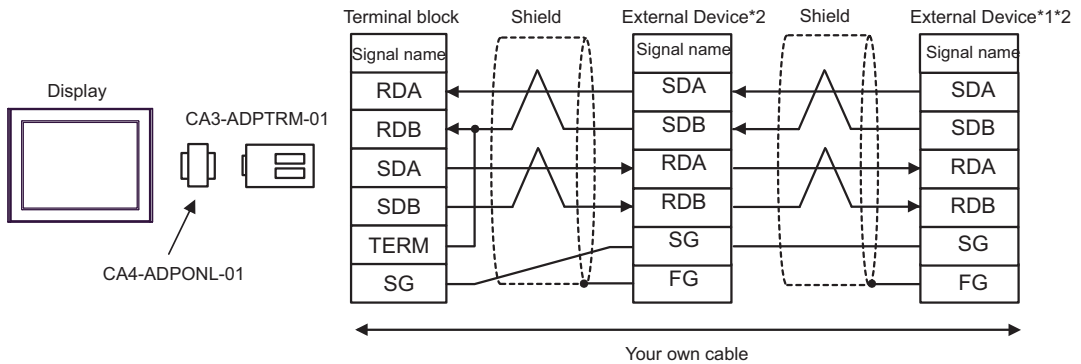 Terminal block Shield External Device*2 Shield External Device*1*2
Signal name Signal name Signal name
Display
RDA SDA SDA
CA3-ADPTRM-01
RDB SDB SDB
SDA RDA RDA
SDB RDB RDB
TERM SG SG
CA4-ADPONL-01
SG FG FG
Your own cable